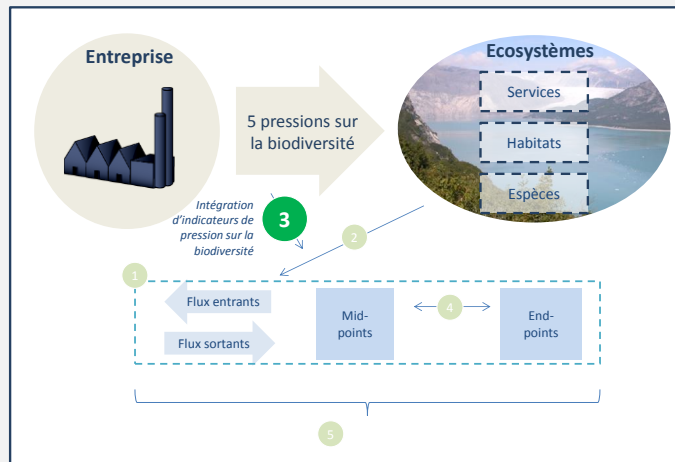 Entreprise
Ecosystèmes
5 pressions sur
la biodiversité
Services
Habitats
Espèces
Intégration
d'indicateurs de
pression sur la
biodiversité
3
2
1
Flux entrants
Flux sortants
Mid-
points
4
End-
points
5